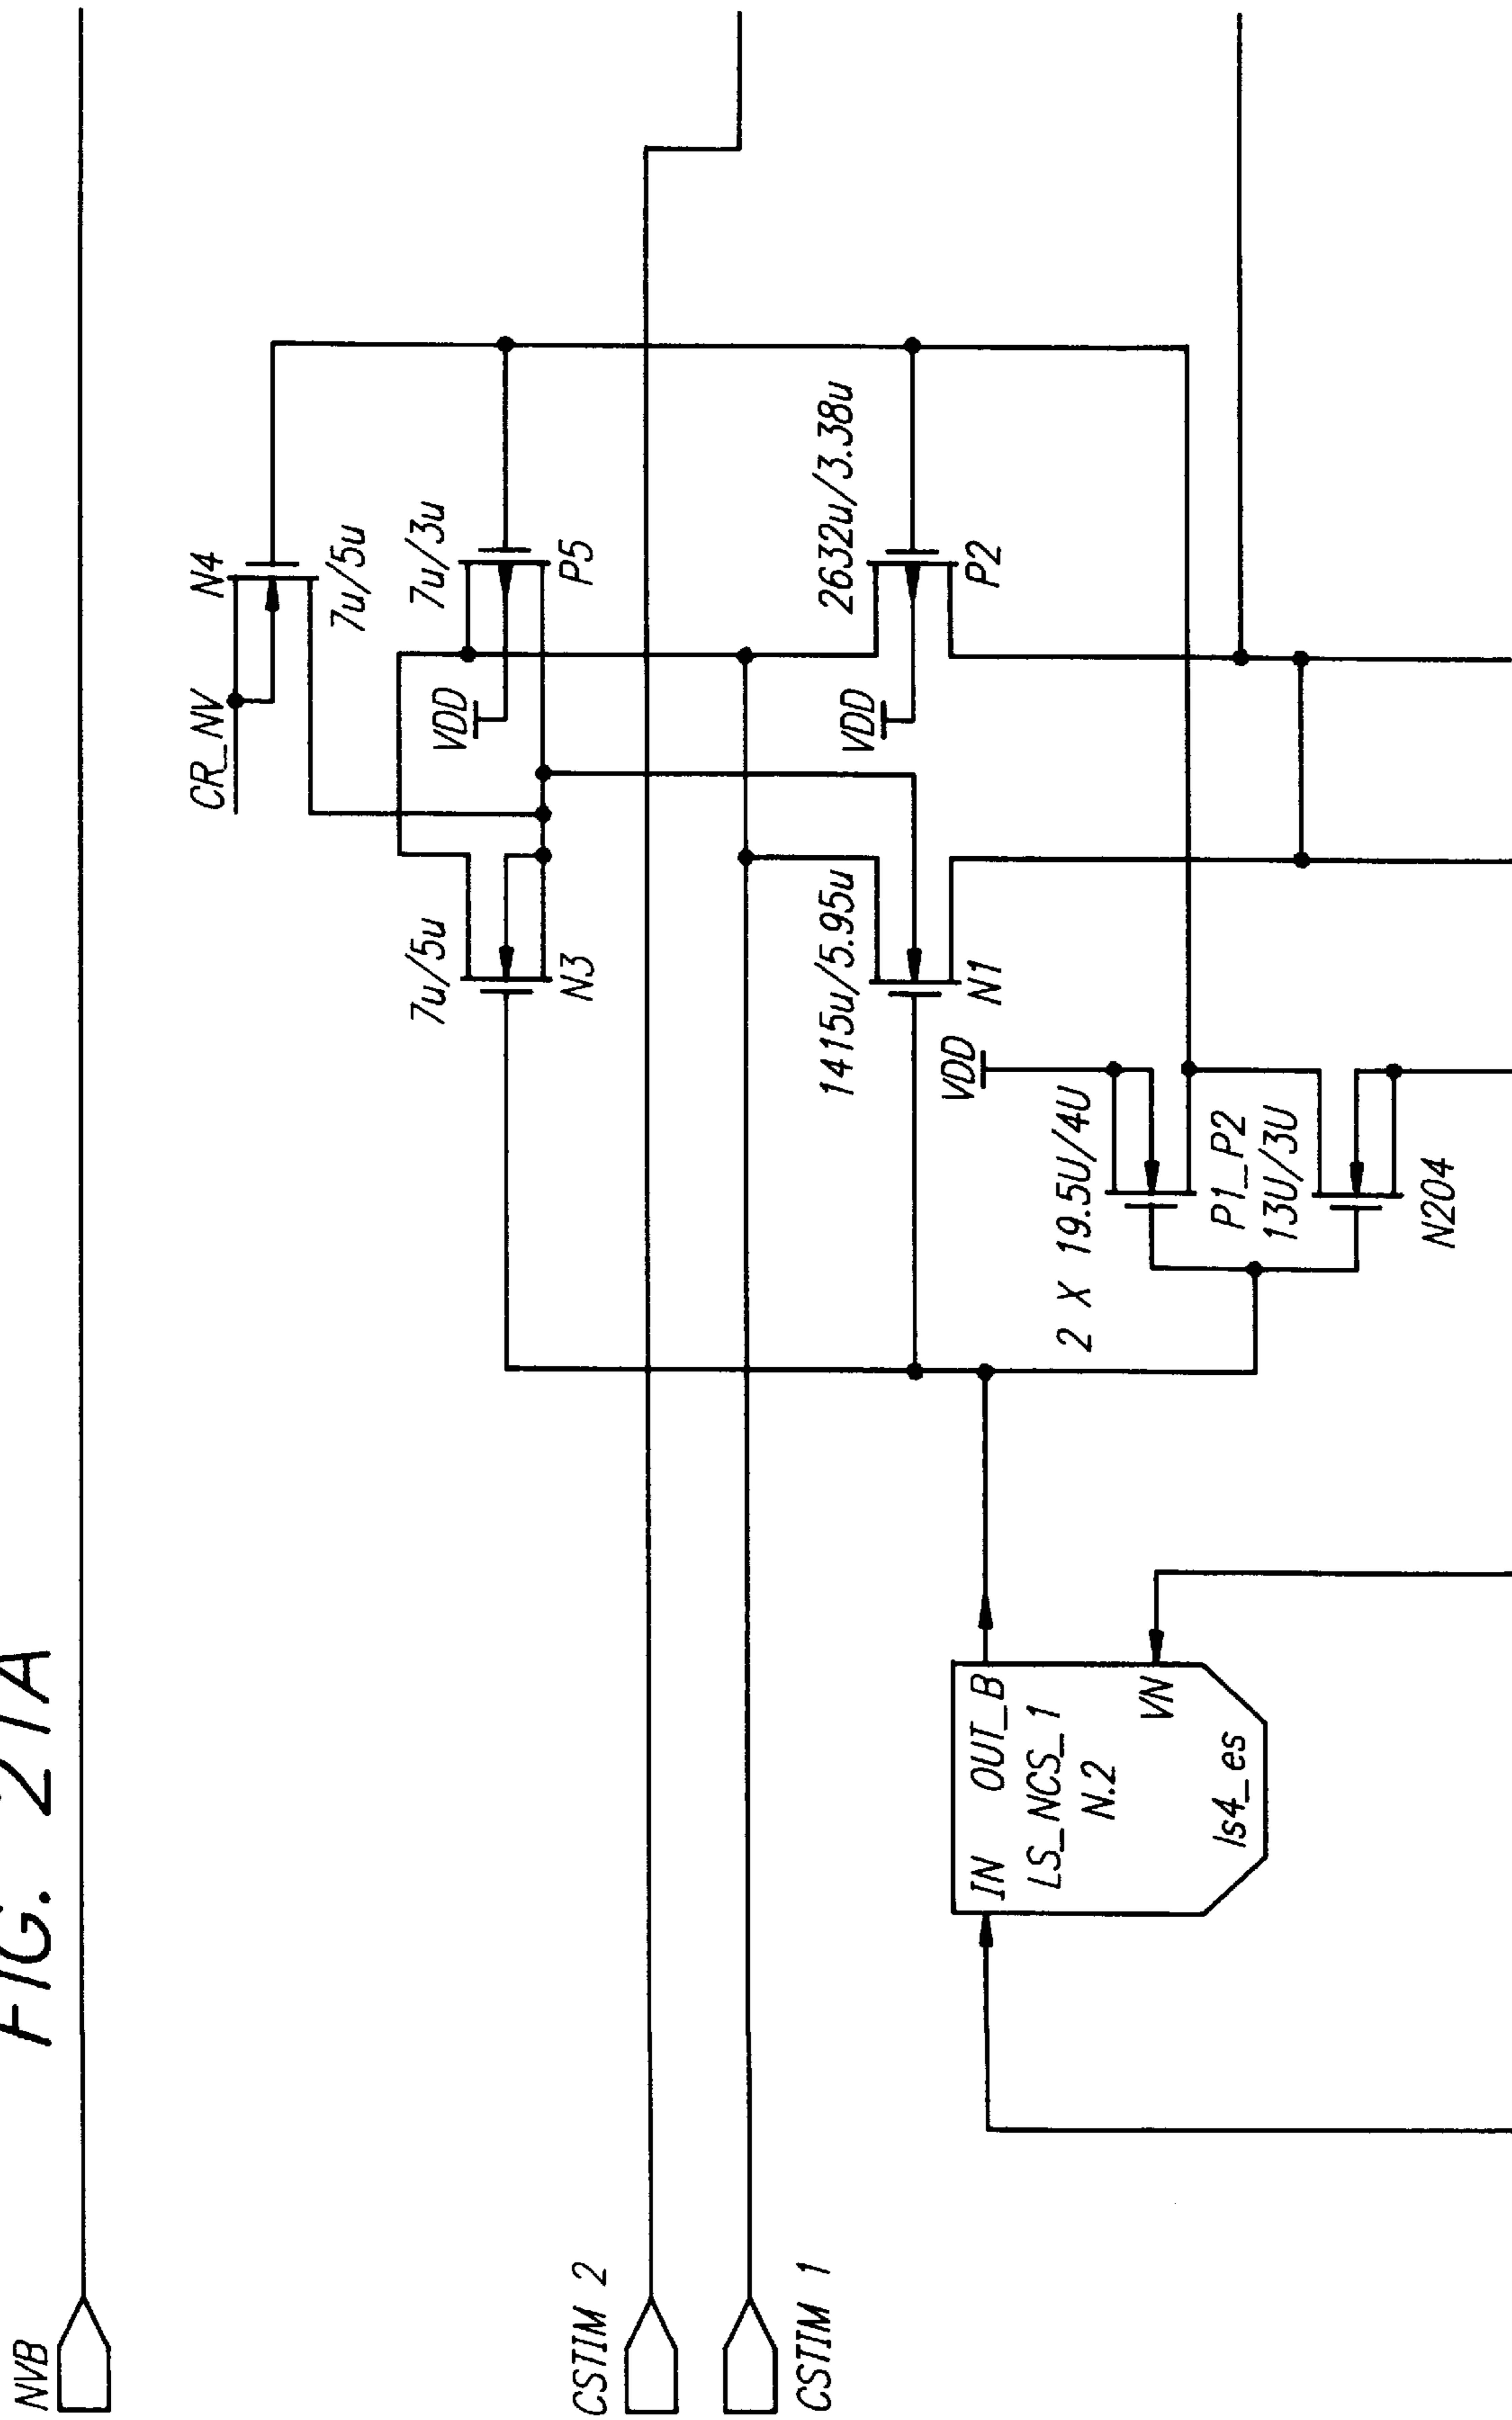 FIG. 21A
NVB
CR_NV
N4
7u/5u
7u/5u
N3
7u/3u
P5
VDD
CSTIM 2
CSTIM 1
1415u/5.95u
N1
2632u/3.38u
P2
VDD
VDD
2 X 19.5U/4U
P1_P2
13U/3U
N204
IN OUT_B
LS_NCS_1
N.2
VN
ls4_es